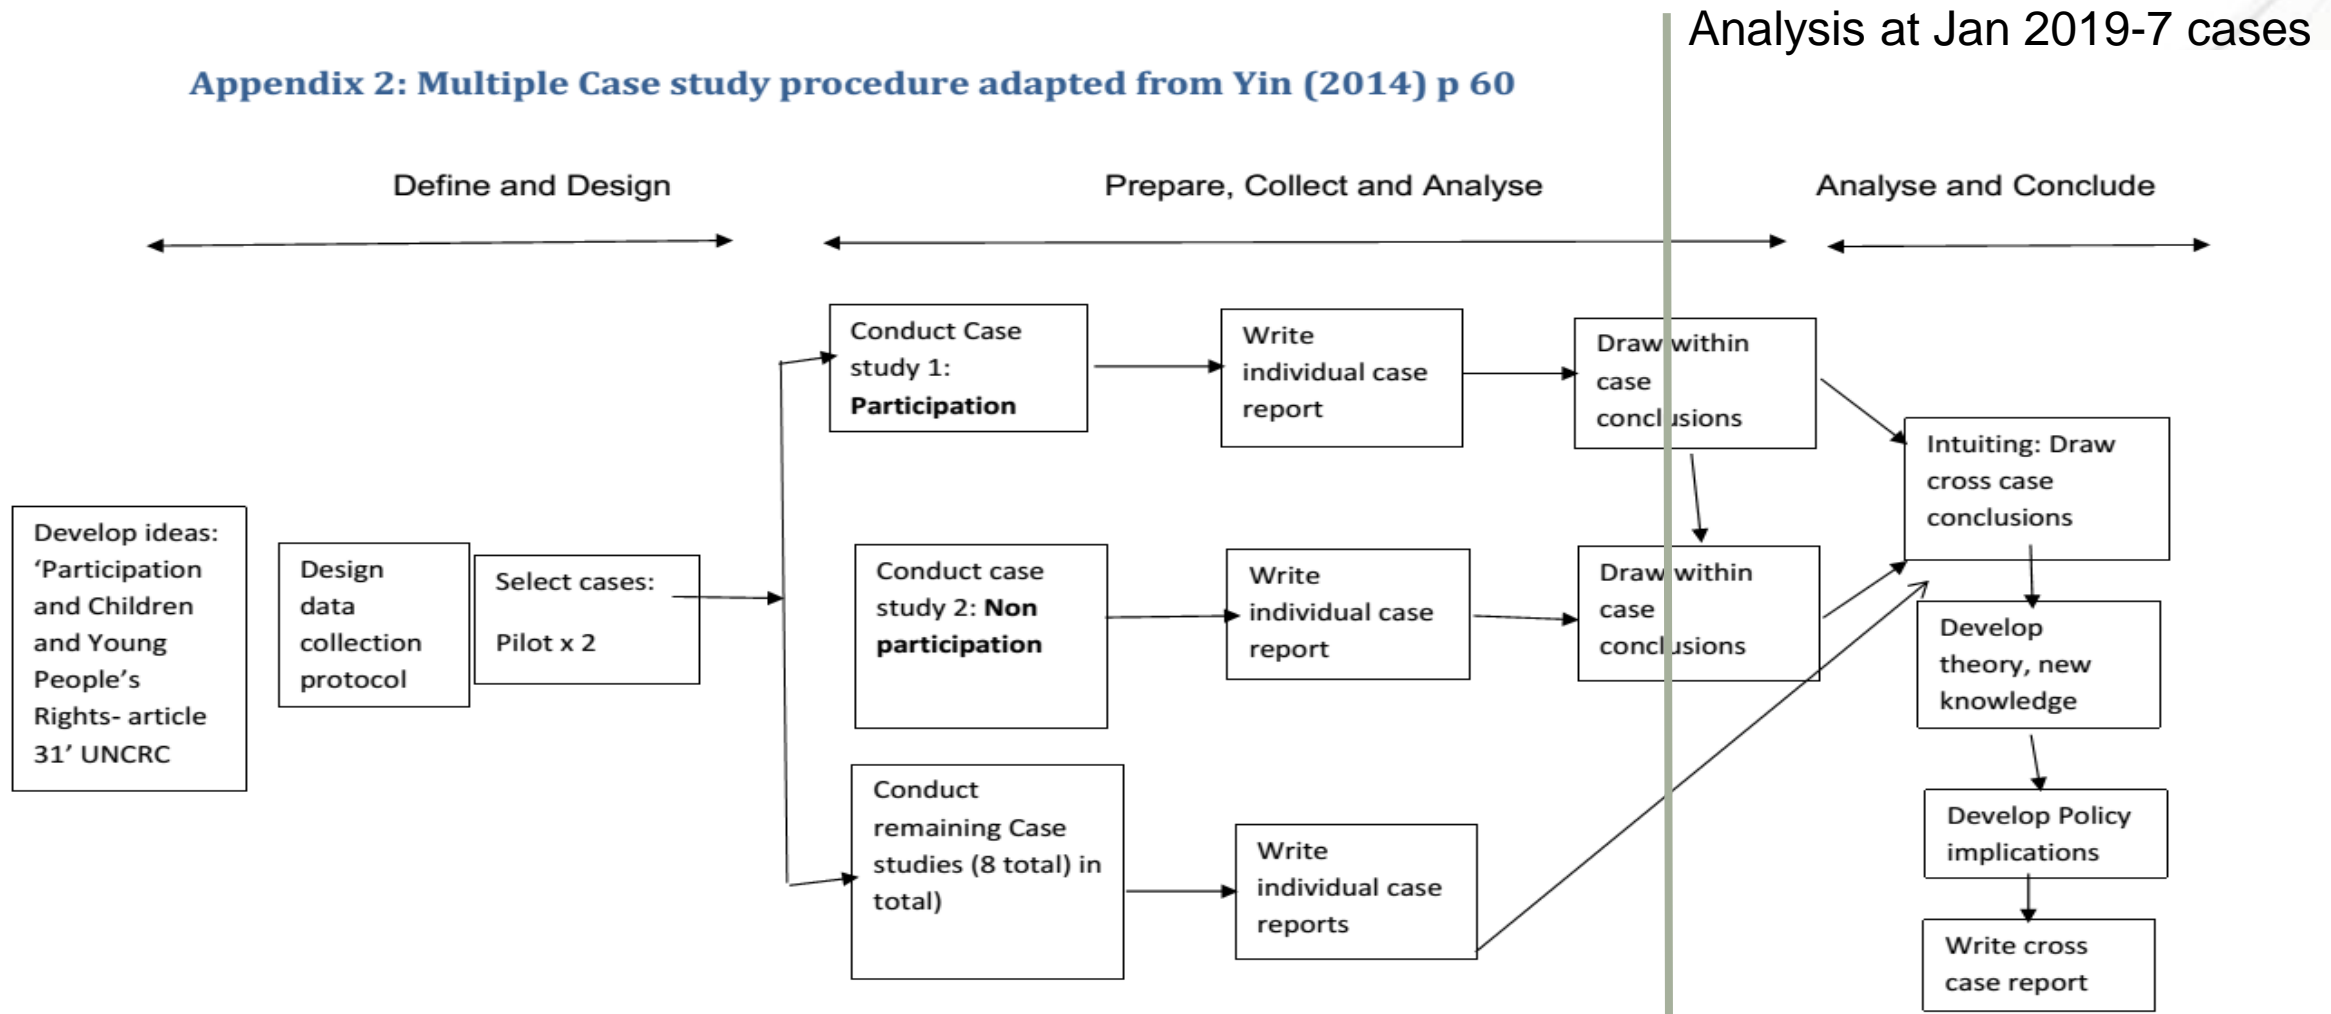 Analysis at Jan 2019-7 cases
Appendix 2: Multiple Case study procedure adapted from Yin (2014) p 60
Define and Design
Prepare, Collect and Analyse
Analyse and Conclude
Develop ideas:
‘Participation
and Children
and Young
People’s
Rights- article
31’ UNCRC
Design
data
collection
protocol
Select cases:
Pilot x 2
Conduct Case
study 1:
Participation
Write
individual case
report
Draw within
case
conclusions
Conduct case
study 2: Non
participation
Write
individual case
report
Draw within
case
conclusions
Conduct
remaining Case
studies (8 total) in
total)
Write
individual case
reports
Intuiting: Draw
cross case
conclusions
Develop
theory, new
knowledge
Develop Policy
implications
Write cross
case report